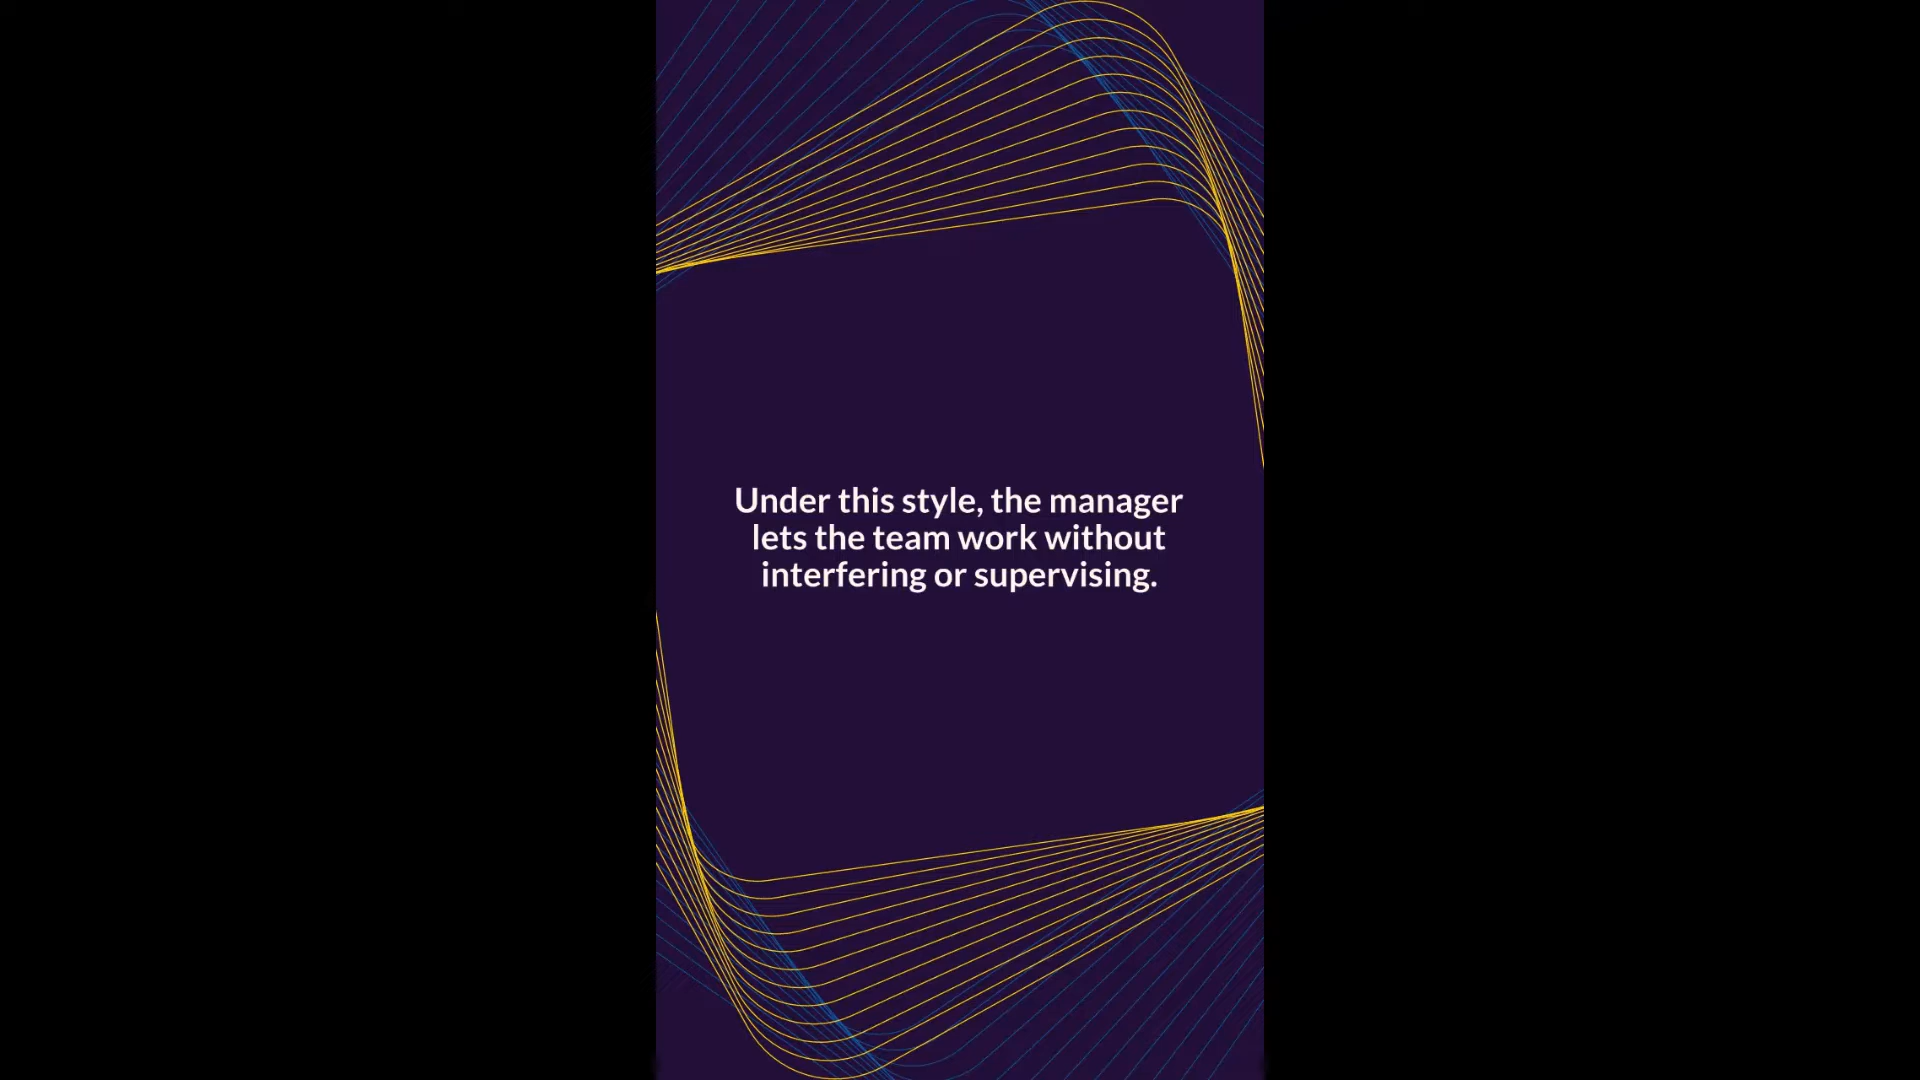 Under this style, the manager
lets the team work without
interfering or supervising.